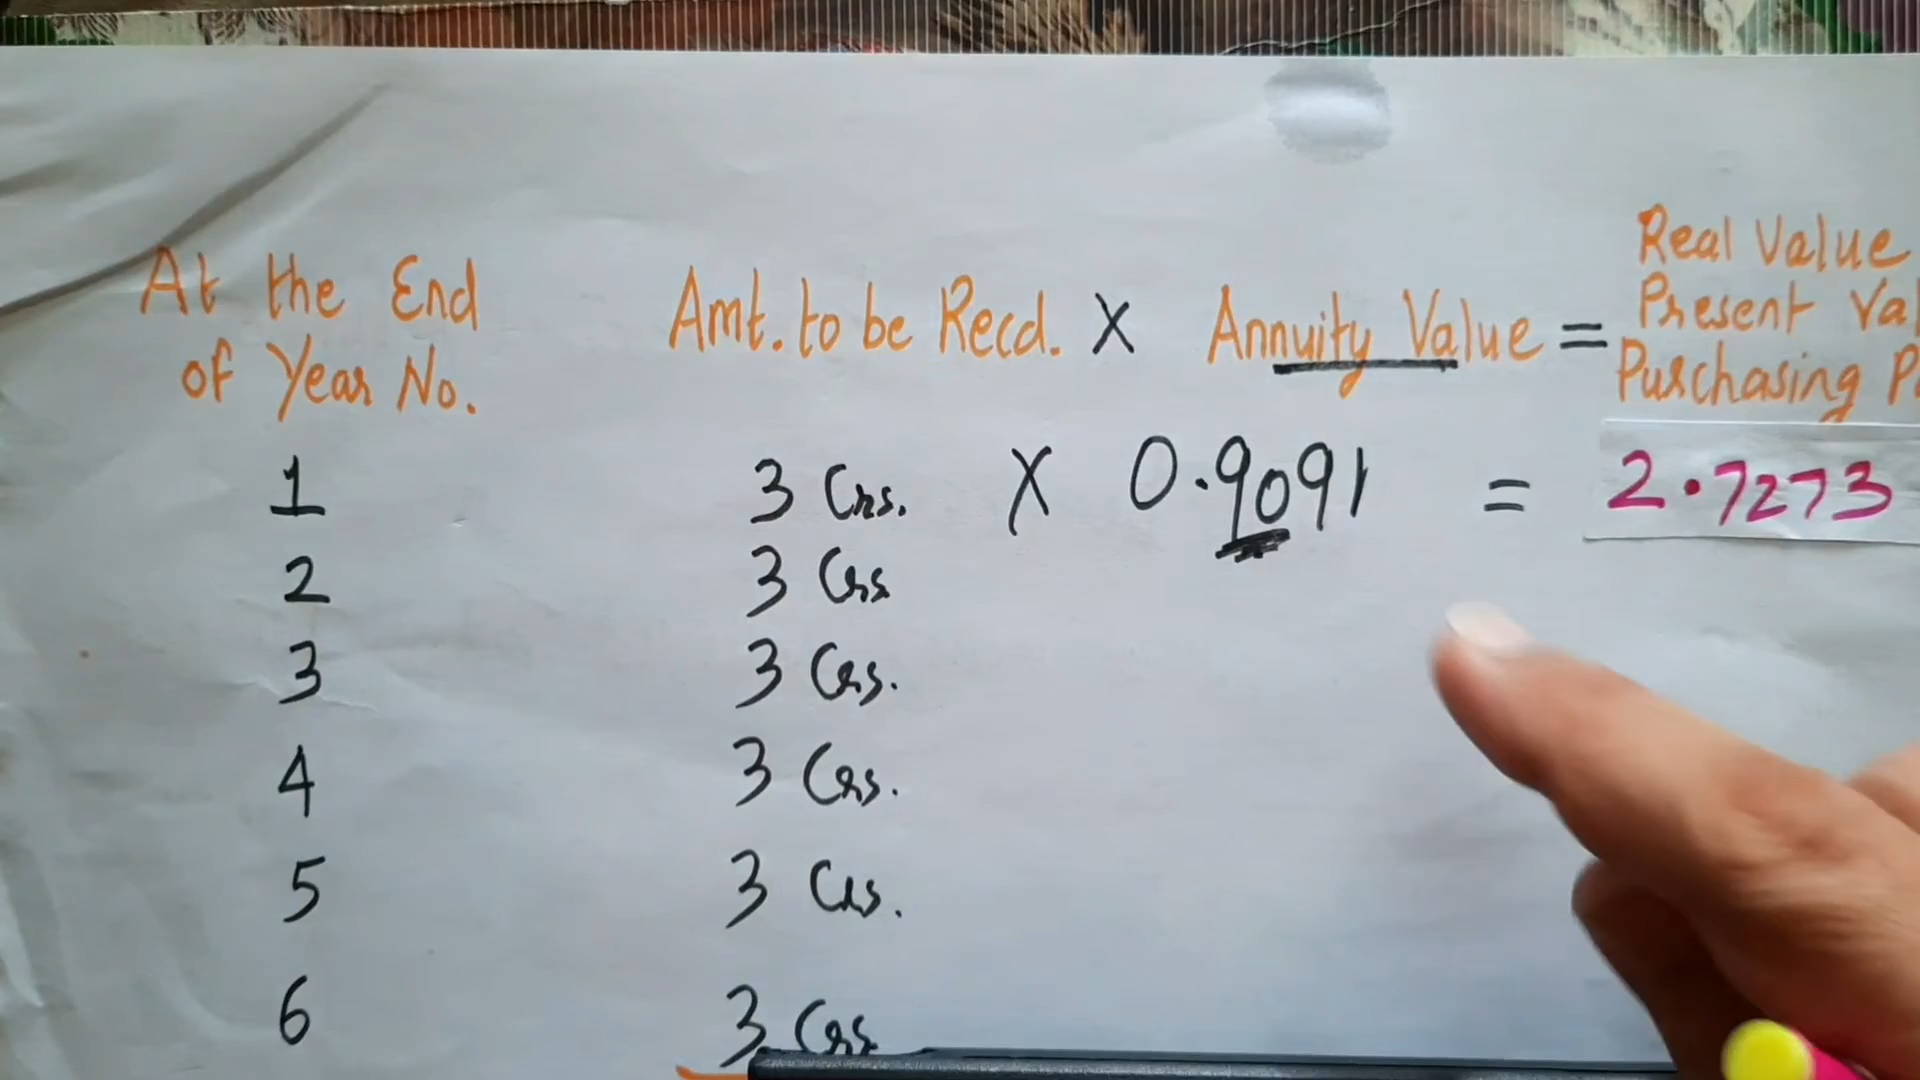 At the End
of Year No.
Amt. to be Recd. X Annuity Value =
Real Value
Present Val
Purchasing P
1 3 Crs. X 0.9091 = 2.7273
2 3 Crs
3 3 Crs.
4 3 Crs.
5 3 Crs.
6 3 Crs